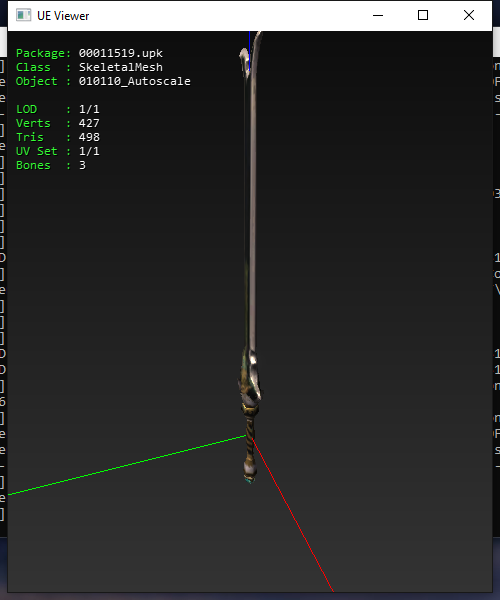 UE Viewer
Package: 00011519.upk
Class  : SkeletalMesh
Object : 010110_Autoscale
LOD    : 1/1
Verts  : 427
Tris   : 498
UV Set : 1/1
Bones  : 3